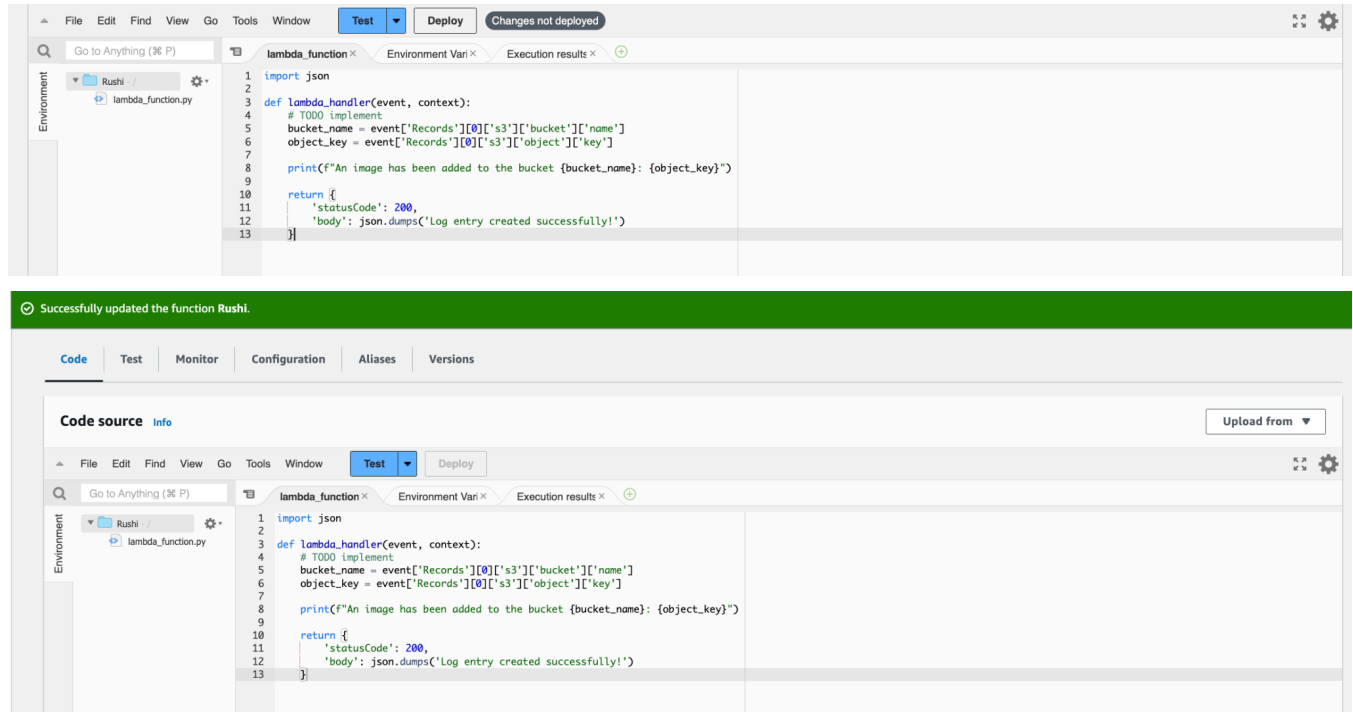 File Edit Find View Go Tools Window Test Deploy Changes not deployed
Go to Anything (⌘ P) lambda_function × Environment Vari × Execution results ×
Environment
Rushi - /
lambda_function.py
1 import json
2
3 def lambda_handler(event, context):
4     # TODO implement
5     bucket_name = event['Records'][0]['s3']['bucket']['name']
6     object_key = event['Records'][0]['s3']['object']['key']
7
8     print(f"An image has been added to the bucket {bucket_name}: {object_key}")
9
10     return {
11         'statusCode': 200,
12         'body': json.dumps('Log entry created successfully!')
13     }
Successfully updated the function Rushi.
Code Test Monitor Configuration Aliases Versions
Code source Info Upload from
File Edit Find View Go Tools Window Test Deploy
Go to Anything (⌘ P) lambda_function × Environment Vari × Execution results ×
Environment
Rushi - /
lambda_function.py
1 import json
2
3 def lambda_handler(event, context):
4     # TODO implement
5     bucket_name = event['Records'][0]['s3']['bucket']['name']
6     object_key = event['Records'][0]['s3']['object']['key']
7
8     print(f"An image has been added to the bucket {bucket_name}: {object_key}")
9
10     return {
11         'statusCode': 200,
12         'body': json.dumps('Log entry created successfully!')
13     }